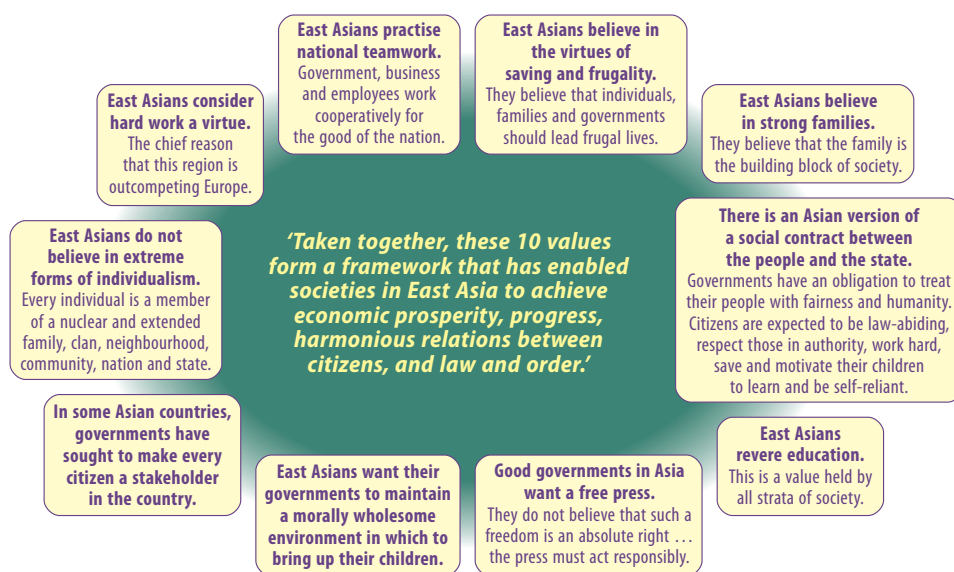 East Asians practise
national teamwork.
Government, business
and employees work
cooperatively for
the good of the nation.
East Asians believe in
the virtues of
saving and frugality.
They believe that individuals,
families and governments
should lead frugal lives.
East Asians consider
hard work a virtue.
The chief reason
that this region is
outcompeting Europe.
East Asians believe
in strong families.
They believe that the family is
the building block of society.
East Asians do not
believe in extreme
forms of individualism.
Every individual is a member
of a nuclear and extended
family, clan, neighbourhood,
community, nation and state.
‘Taken together, these 10 values
form a framework that has enabled
societies in East Asia to achieve
economic prosperity, progress,
harmonious relations between
citizens, and law and order.’
There is an Asian version of
a social contract between
the people and the state.
Governments have an obligation to treat
their people with fairness and humanity.
Citizens are expected to be law-abiding,
respect those in authority, work hard,
save and motivate their children
to learn and be self-reliant.
In some Asian countries,
governments have
sought to make every
citizen a stakeholder
in the country.
East Asians want their
governments to maintain
a morally wholesome
environment in which to
bring up their children.
Good governments in Asia
want a free press.
They do not believe that such a
freedom is an absolute right …
the press must act responsibly.
East Asians
revere education.
This is a value held by
all strata of society.